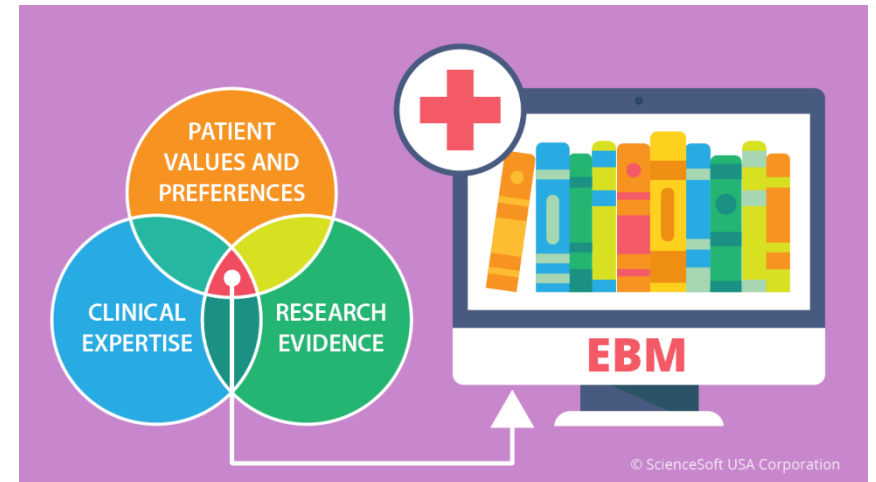 PATIENT
VALUES AND
PREFERENCES
CLINICAL
EXPERTISE
RESEARCH
EVIDENCE
EBM
© ScienceSoft USA Corporation